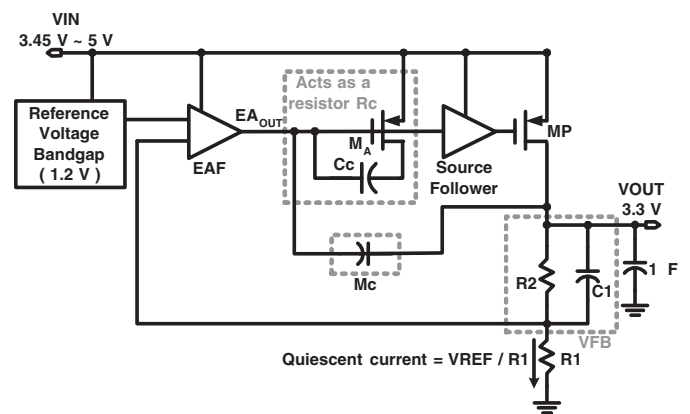 VIN
3.45 V ~ 5 V
Acts as a
resistor Rc
Reference
Voltage
Bandgap
( 1.2 V )
EAOUT
MA
MP
EAF
Cc
Source
Follower
VOUT
3.3 V
Mc
R2
C1
1 F
VFB
Quiescent current = VREF / R1
R1